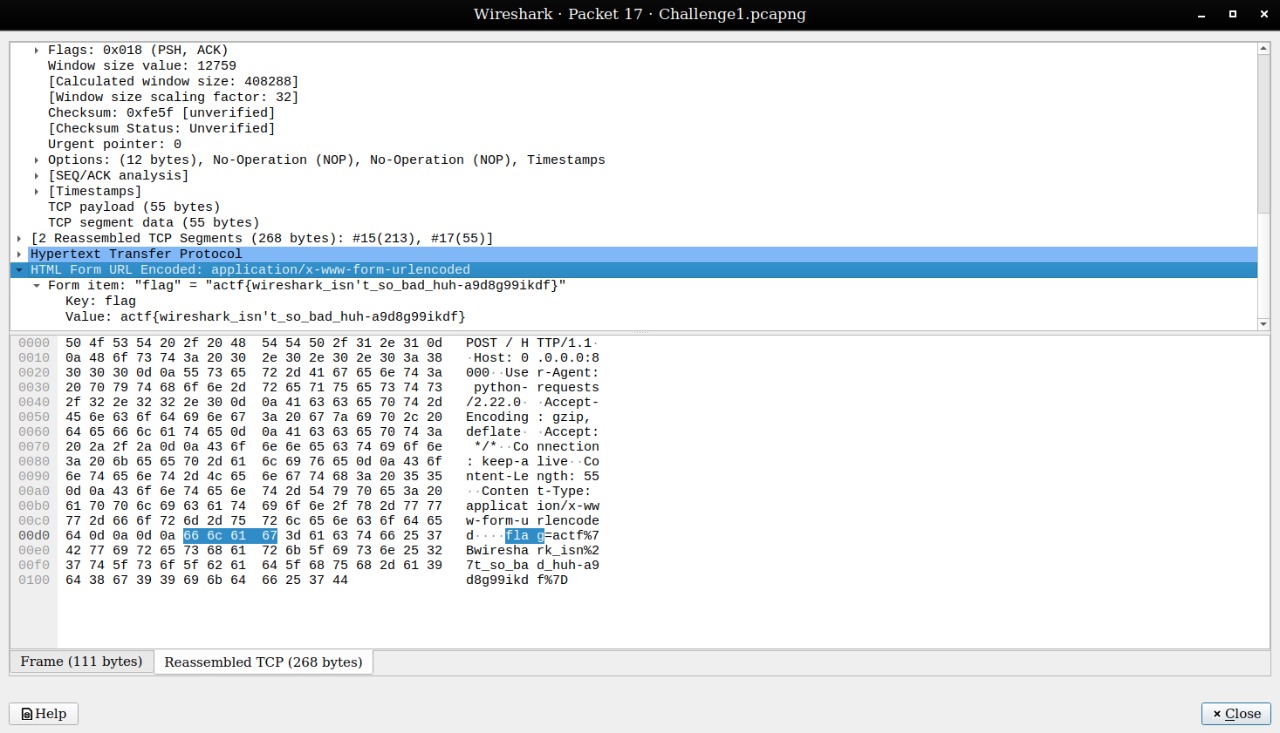 Wireshark · Packet 17 · Challenge1.pcapng
Flags: 0x018 (PSH, ACK)
Window size value: 12759
[Calculated window size: 408288]
[Window size scaling factor: 32]
Checksum: 0xfe5f [unverified]
[Checksum Status: Unverified]
Urgent pointer: 0
Options: (12 bytes), No-Operation (NOP), No-Operation (NOP), Timestamps
[SEQ/ACK analysis]
[Timestamps]
TCP payload (55 bytes)
TCP segment data (55 bytes)
[2 Reassembled TCP Segments (268 bytes): #15(213), #17(55)]
Hypertext Transfer Protocol
HTML Form URL Encoded: application/x-www-form-urlencoded
Form item: "flag" = "actf{wireshark_isn't_so_bad_huh-a9d8g99ikdf}"
Key: flag
Value: actf{wireshark_isn't_so_bad_huh-a9d8g99ikdf}
0000 50 4f 53 54 20 2f 20 48 54 54 50 2f 31 2e 31 0d POST / H TTP/1.1·
0010 0a 48 6f 73 74 3a 20 30 2e 30 2e 30 2e 30 3a 38 ·Host: 0 .0.0.0:8
0020 30 30 30 0d 0a 55 73 65 72 2d 41 67 65 6e 74 3a 000··Use r-Agent:
0030 20 70 79 74 68 6f 6e 2d 72 65 71 75 65 73 74 73 python- requests
0040 2f 32 2e 32 32 2e 30 0d 0a 41 63 63 65 70 74 2d /2.22.0· ·Accept-
0050 45 6e 63 6f 64 69 6e 67 3a 20 67 7a 69 70 2c 20 Encoding : gzip,
0060 64 65 66 6c 61 74 65 0d 0a 41 63 63 65 70 74 3a deflate· ·Accept:
0070 20 2a 2f 2a 0d 0a 43 6f 6e 6e 65 63 74 69 6f 6e */*··Co nnection
0080 3a 20 6b 65 65 70 2d 61 6c 69 76 65 0d 0a 43 6f : keep-a live··Co
0090 6e 74 65 6e 74 2d 4c 65 6e 67 74 68 3a 20 35 35 ntent-Le ngth: 55
00a0 0d 0a 43 6f 6e 74 65 6e 74 2d 54 79 70 65 3a 20 ··Conten t-Type:
00b0 61 70 70 6c 69 63 61 74 69 6f 6e 2f 78 2d 77 77 applicat ion/x-ww
00c0 77 2d 66 6f 72 6d 2d 75 72 6c 65 6e 63 6f 64 65 w-form-u rlencode
00d0 64 0d 0a 0d 0a 66 6c 61 67 3d 61 63 74 66 25 37 d····fla g=actf%7
00e0 42 77 69 72 65 73 68 61 72 6b 5f 69 73 6e 25 32 Bwiresha rk_isn%2
00f0 37 74 5f 73 6f 5f 62 61 64 5f 68 75 68 2d 61 39 7t_so_ba d_huh-a9
0100 64 38 67 39 39 69 6b 64 66 25 37 44 d8g99ikd f%7D
Frame (111 bytes) Reassembled TCP (268 bytes)
Help Close